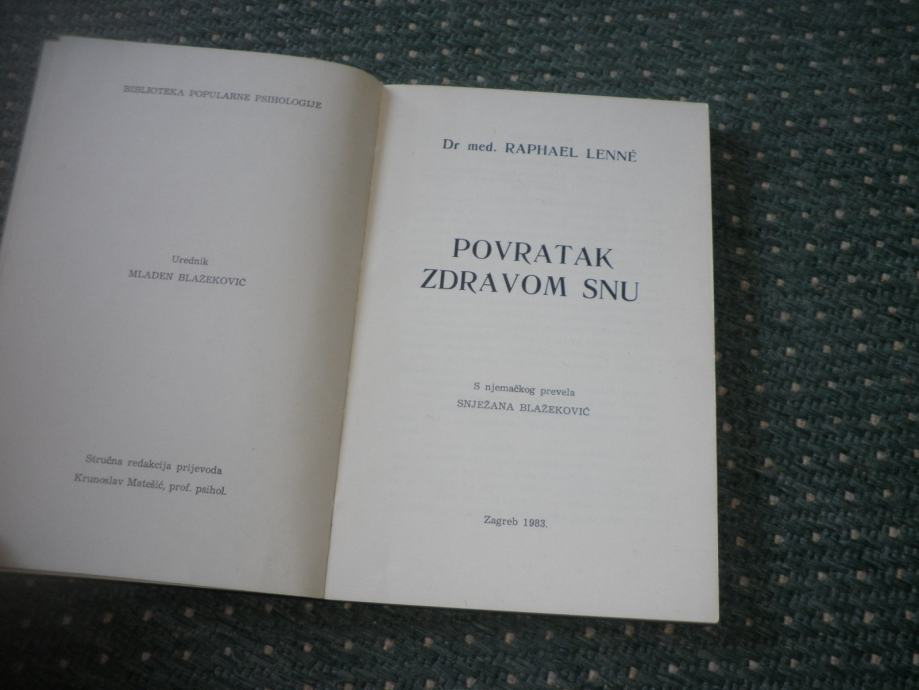 BIBLIOTEKA POPULARNE PSIHOLOGIJE
Urednik
MLADEN BLAŽEKOVIĆ
Stručna redakcija prijevoda
Krunoslav Matešić, prof. psihol.
Dr med. RAPHAEL LENNÉ
POVRATAK
ZDRAVOM SNU
S njemačkog prevela
SNJEŽANA BLAŽEKOVIĆ
Zagreb 1983.